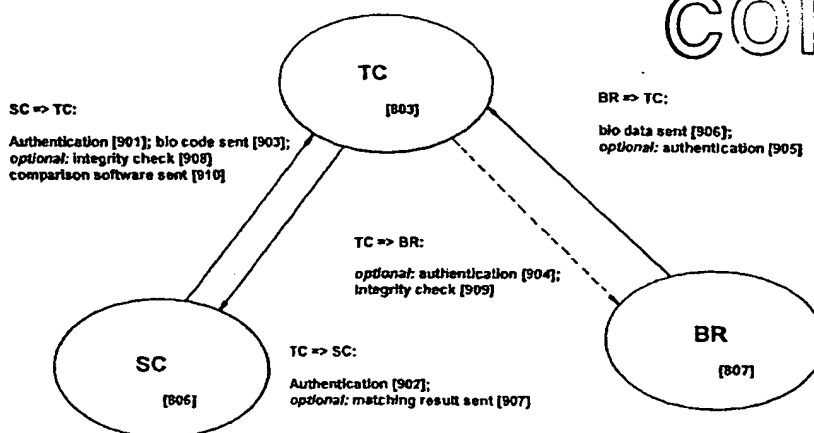 TC
[803]
SC => TC:
Authentication [901]; bio code sent [903];
optional: integrity check [908]
comparison software sent [910]
BR => TC:
bio data sent [906];
optional: authentication [905]
TC => BR:
optional: authentication [904];
integrity check [909]
SC
[806]
TC => SC:
Authentication [902];
optional: matching result sent [907]
BR
[807]